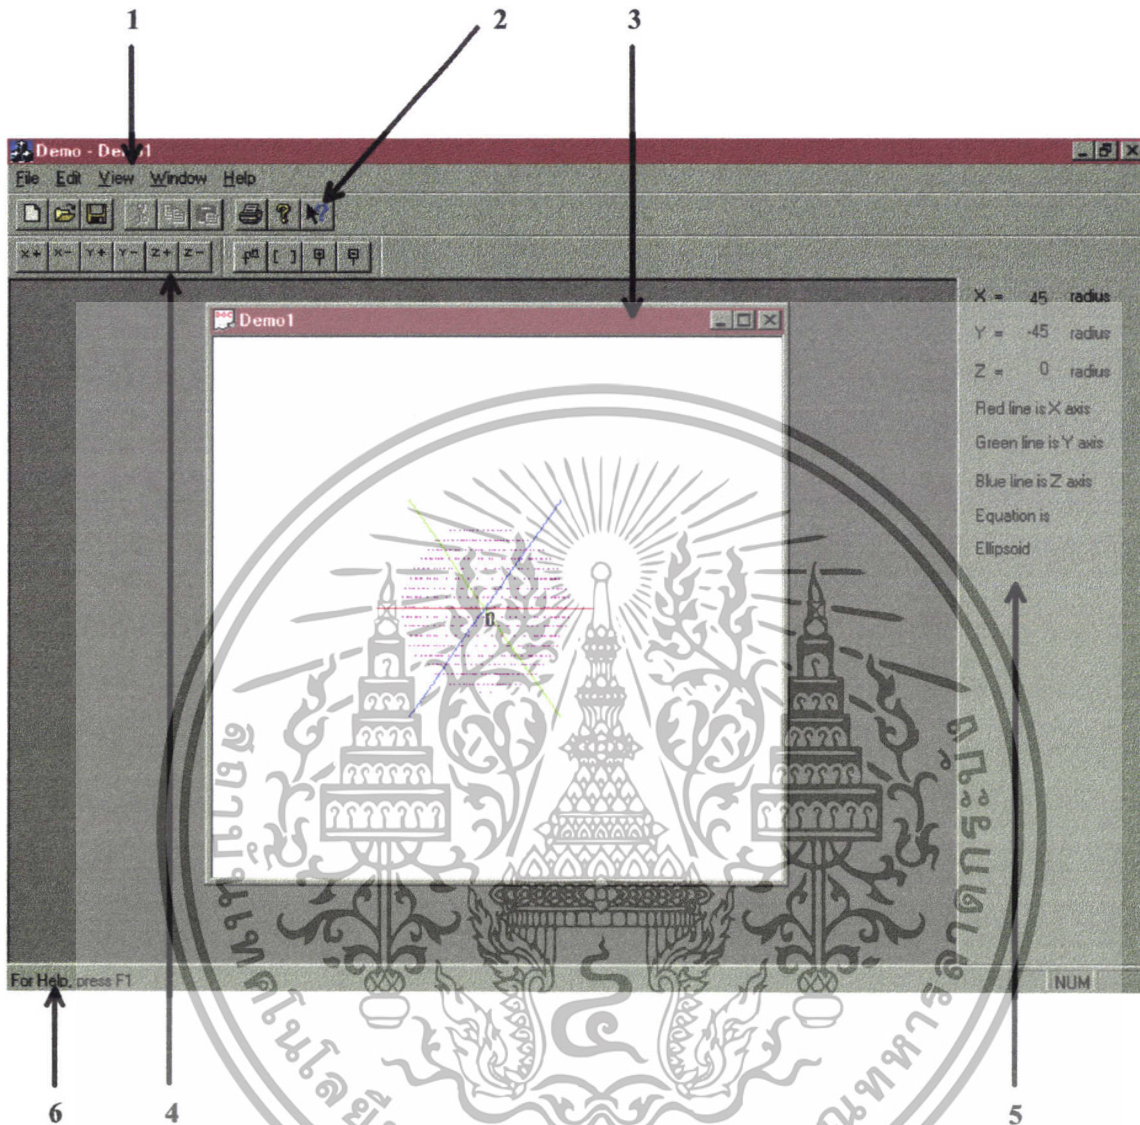 1 2 3
Demo - Demo1
File Edit View Window Help
X+ X- Y+ Y- Z+ Z-
[ ]
Demo1
0
X = 45 radius
Y = -45 radius
Z = 0 radius
Red line is X axis
Green line is Y axis
Blue line is Z axis
Equation is
Ellipsoid
For Help, press F1
NUM
6 4 5